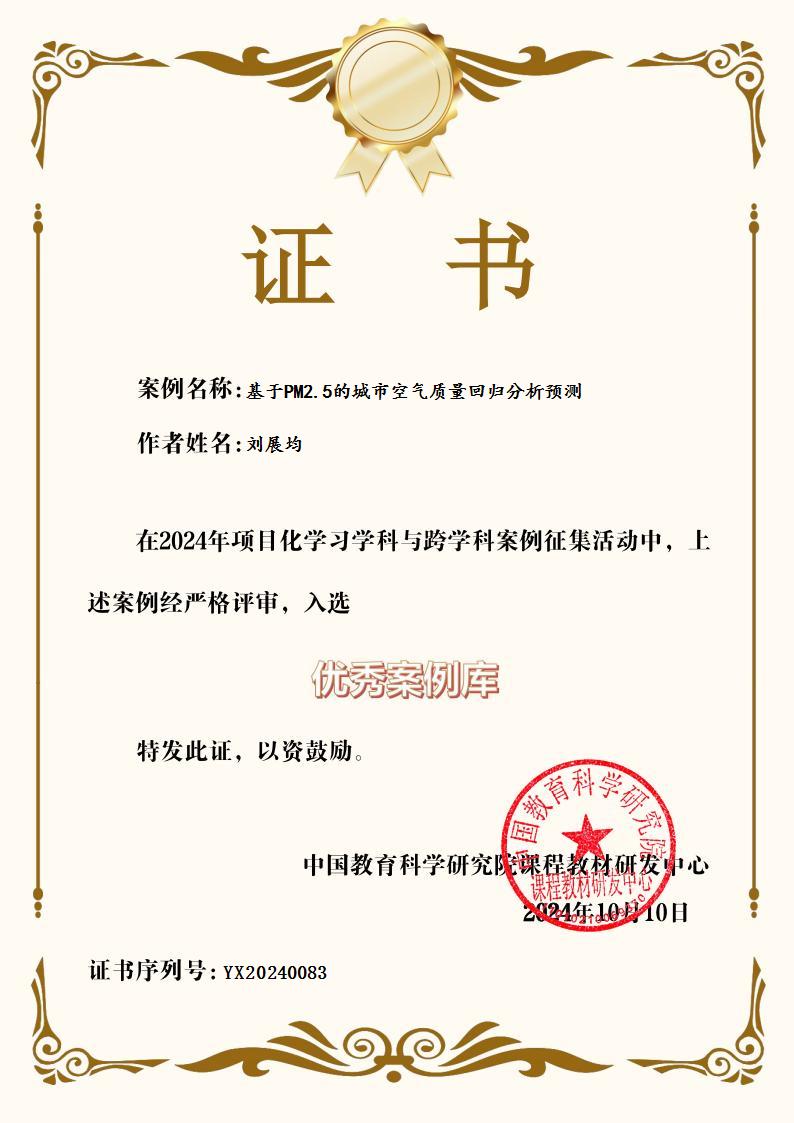 证 书
案例名称：基于PM2.5的城市空气质量回归分析预测
作者姓名：刘展均
在2024年项目化学习学科与跨学科案例征集活动中，上
述案例经严格评审，入选
优秀案例库
特发此证，以资鼓励。
中国教育科学研究院
中国教育科学研究院课程教材研发中心
课程教材研发中心
2024年10月10日
证书序列号：YX20240083